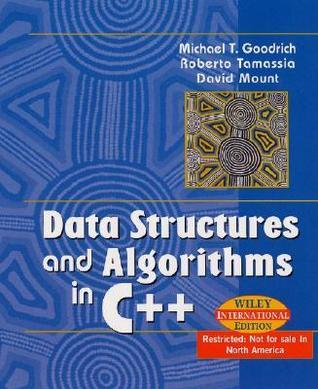 Michael T. Goodrich
Roberto Tamassia
David Mount
Data Structures
and Algorithms
in C++
WILEY
INTERNATIONAL
EDITION
Restricted: Not for sale In
North America